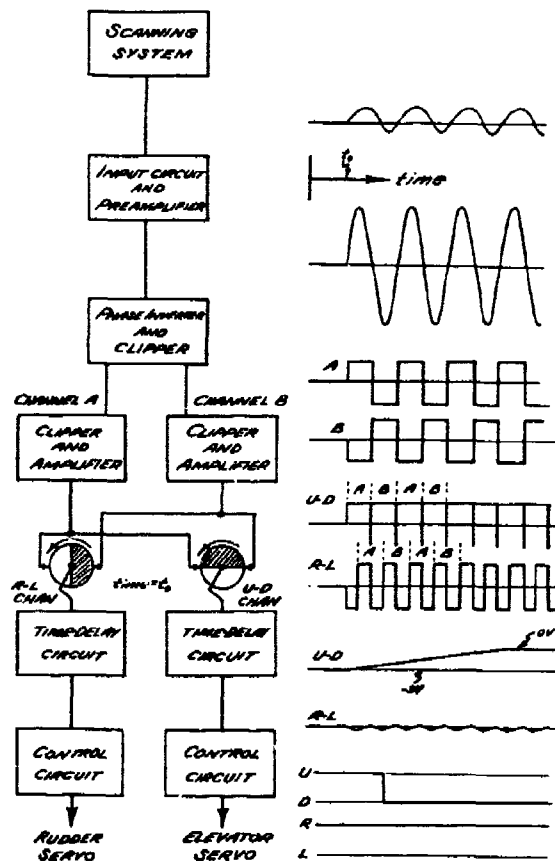 SCANNING
SYSTEM
INPUT CIRCUIT
AND
PREAMPLIFIER
t₀
time
PHASE INVERTER
AND
CLIPPER
CHANNEL A
CHANNEL B
CLIPPER
AND
AMPLIFIER
CLIPPER
AND
AMPLIFIER
R-L
CHAN
time=t₀
U-D
CHAN
TIME-DELAY
CIRCUIT
TIME-DELAY
CIRCUIT
CONTROL
CIRCUIT
CONTROL
CIRCUIT
RUDDER
SERVO
ELEVATOR
SERVO
A
B
U-D
A B A B
R-L
A B A B
U-D
0V
R-L
U
D
R
L